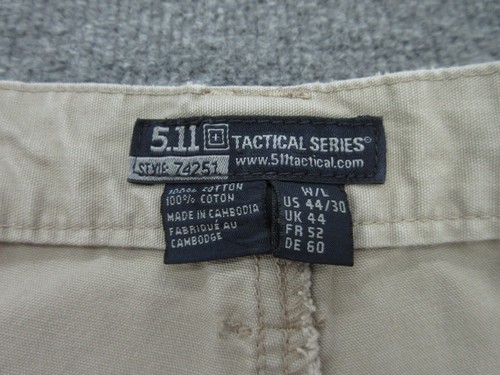 5.11 TACTICAL SERIES®
STYLE 74251
www.511tactical.com
100% COTTON
100% COTON
MADE IN CAMBODIA
FABRIQUÉ AU
CAMBODGE
W/L
US 44/30
UK 44
FR 52
DE 60